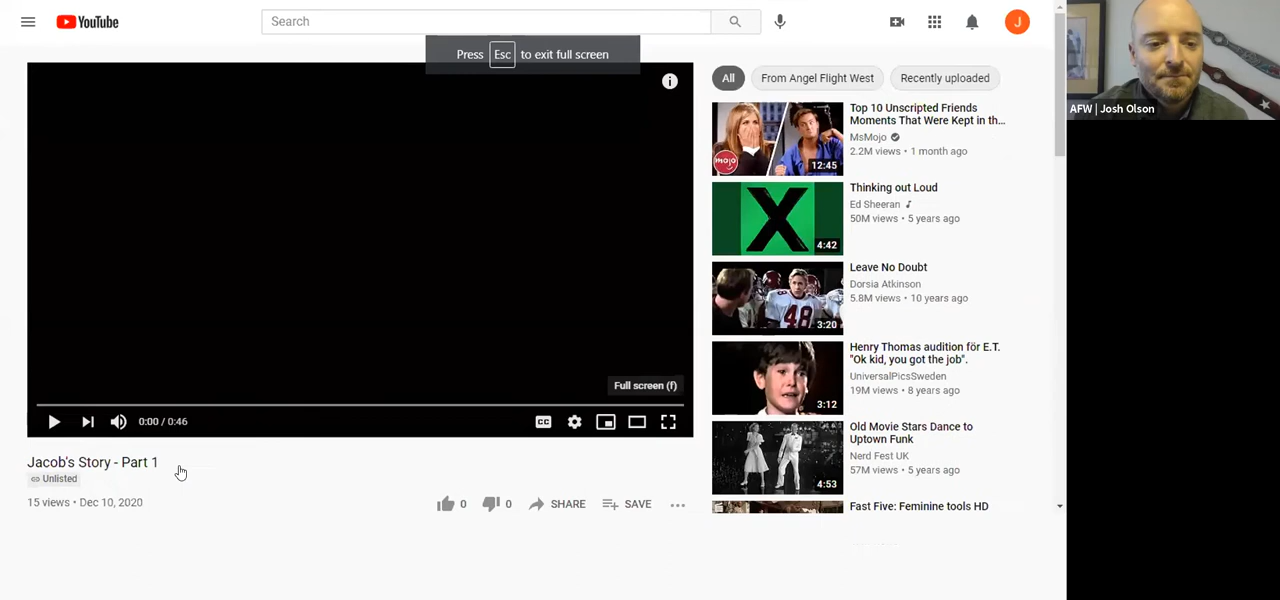 YouTube
Search
J
Press Esc to exit full screen
Full screen (f)
0:00 / 0:46
CC
Jacob's Story - Part 1
Unlisted
15 views • Dec 10, 2020
0
0
SHARE
SAVE
All
From Angel Flight West
Recently uploaded
mojo
12:45
Top 10 Unscripted Friends
Moments That Were Kept in th...
MsMojo
2.2M views • 1 month ago
X
4:42
Thinking out Loud
Ed Sheeran
50M views • 5 years ago
48
3:20
Leave No Doubt
Dorsia Atkinson
5.8M views • 10 years ago
3:12
Henry Thomas audition för E.T.
"Ok kid, you got the job".
UniversalPicsSweden
19M views • 8 years ago
4:53
Old Movie Stars Dance to
Uptown Funk
Nerd Fest UK
57M views • 5 years ago
Fast Five: Feminine tools HD
AFW | Josh Olson